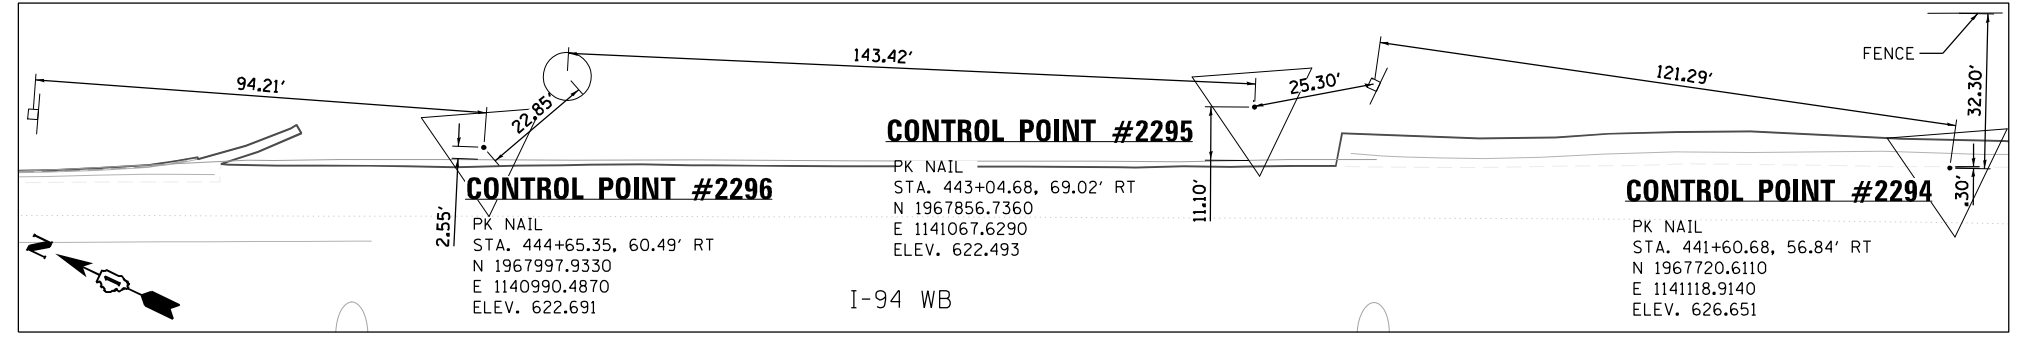 94.21'
143.42'
22.85'
25.30'
121.29'
FENCE
32.30'
CONTROL POINT #2296
2.55'
PK NAIL
STA. 444+65.35, 60.49' RT
N 1967997.9330
E 1140990.4870
ELEV. 622.691
CONTROL POINT #2295
11.10'
PK NAIL
STA. 443+04.68, 69.02' RT
N 1967856.7360
E 1141067.6290
ELEV. 622.493
CONTROL POINT #2294
.30'
PK NAIL
STA. 441+60.68, 56.84' RT
N 1967720.6110
E 1141118.9140
ELEV. 626.651
I-94 WB
N